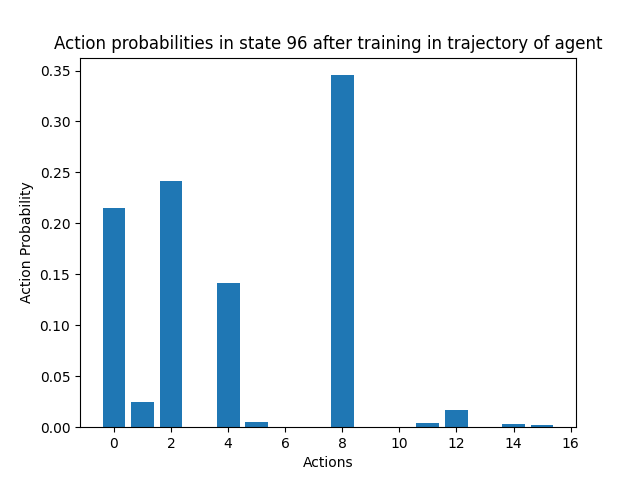 Action probabilities in state 96 after training in trajectory of agent
0.35
0.30
0.25
0.20
0.15
0.10
0.05
0.00
Action Probability
0 2 4 6 8 10 12 14 16
Actions